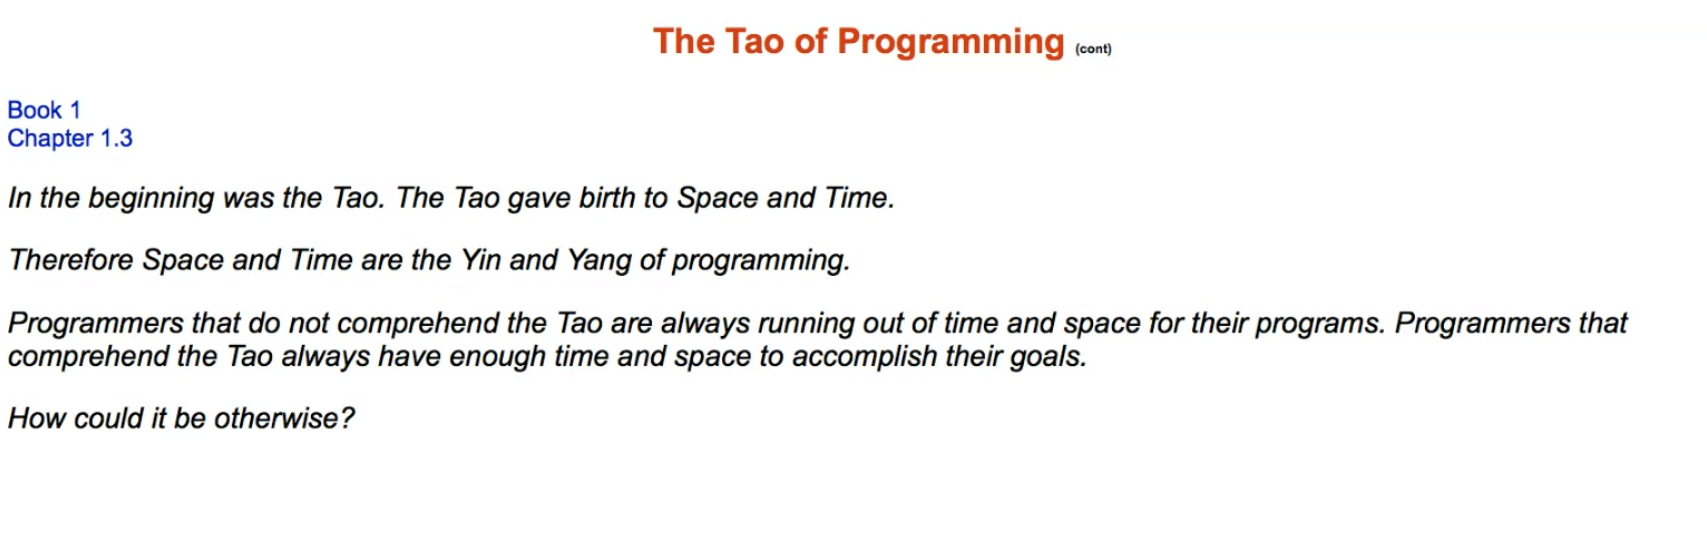 The Tao of Programming (cont)
Book 1
Chapter 1.3
In the beginning was the Tao. The Tao gave birth to Space and Time.
Therefore Space and Time are the Yin and Yang of programming.
Programmers that do not comprehend the Tao are always running out of time and space for their programs. Programmers that
comprehend the Tao always have enough time and space to accomplish their goals.
How could it be otherwise?